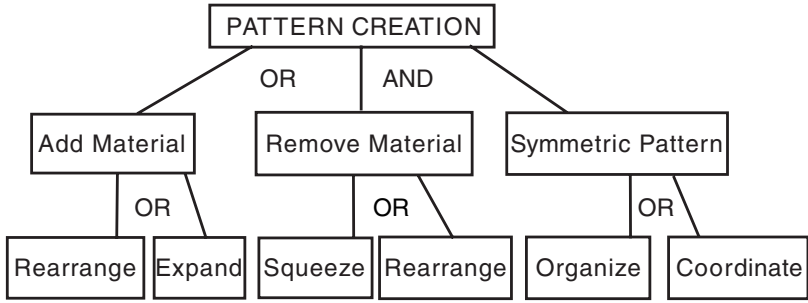 PATTERN CREATION
OR AND
Add Material Remove Material Symmetric Pattern
OR OR OR
Rearrange Expand Squeeze Rearrange Organize Coordinate